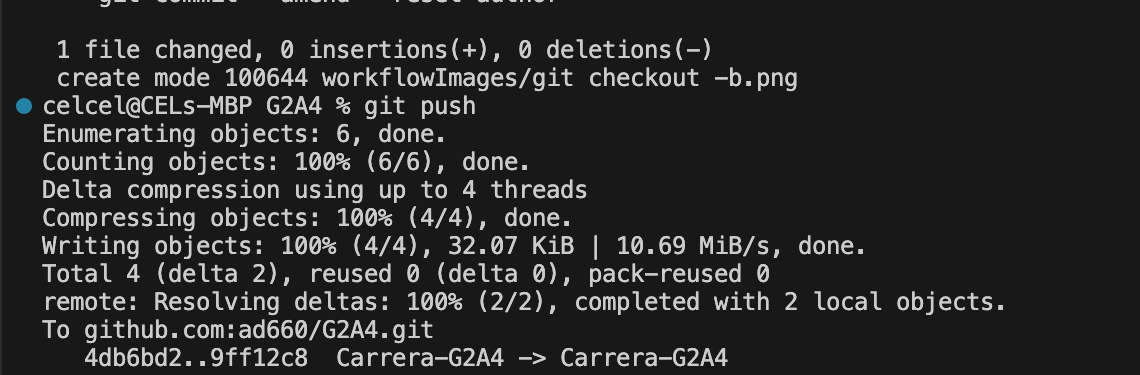 git commit --amend --reset-author
1 file changed, 0 insertions(+), 0 deletions(-)
create mode 100644 workflowImages/git checkout -b.png
celcel@CELs-MBP G2A4 % git push
Enumerating objects: 6, done.
Counting objects: 100% (6/6), done.
Delta compression using up to 4 threads
Compressing objects: 100% (4/4), done.
Writing objects: 100% (4/4), 32.07 KiB | 10.69 MiB/s, done.
Total 4 (delta 2), reused 0 (delta 0), pack-reused 0
remote: Resolving deltas: 100% (2/2), completed with 2 local objects.
To github.com:ad660/G2A4.git
4db6bd2..9ff12c8  Carrera-G2A4 -> Carrera-G2A4